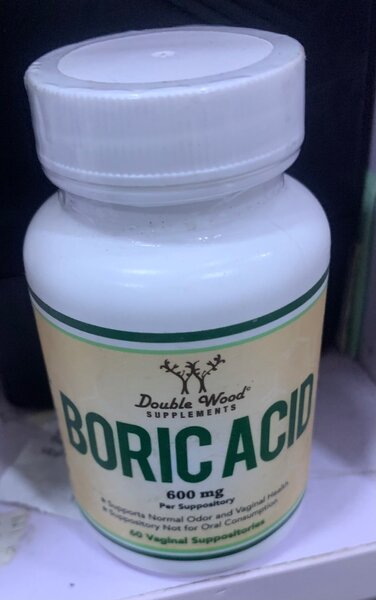 Double Wood©
SUPPLEMENTS
BORIC ACID
600 mg
Per Suppository
Supports Normal Odor and Vaginal Health
Suppository Not for Oral Consumption
60 Vaginal Suppositories